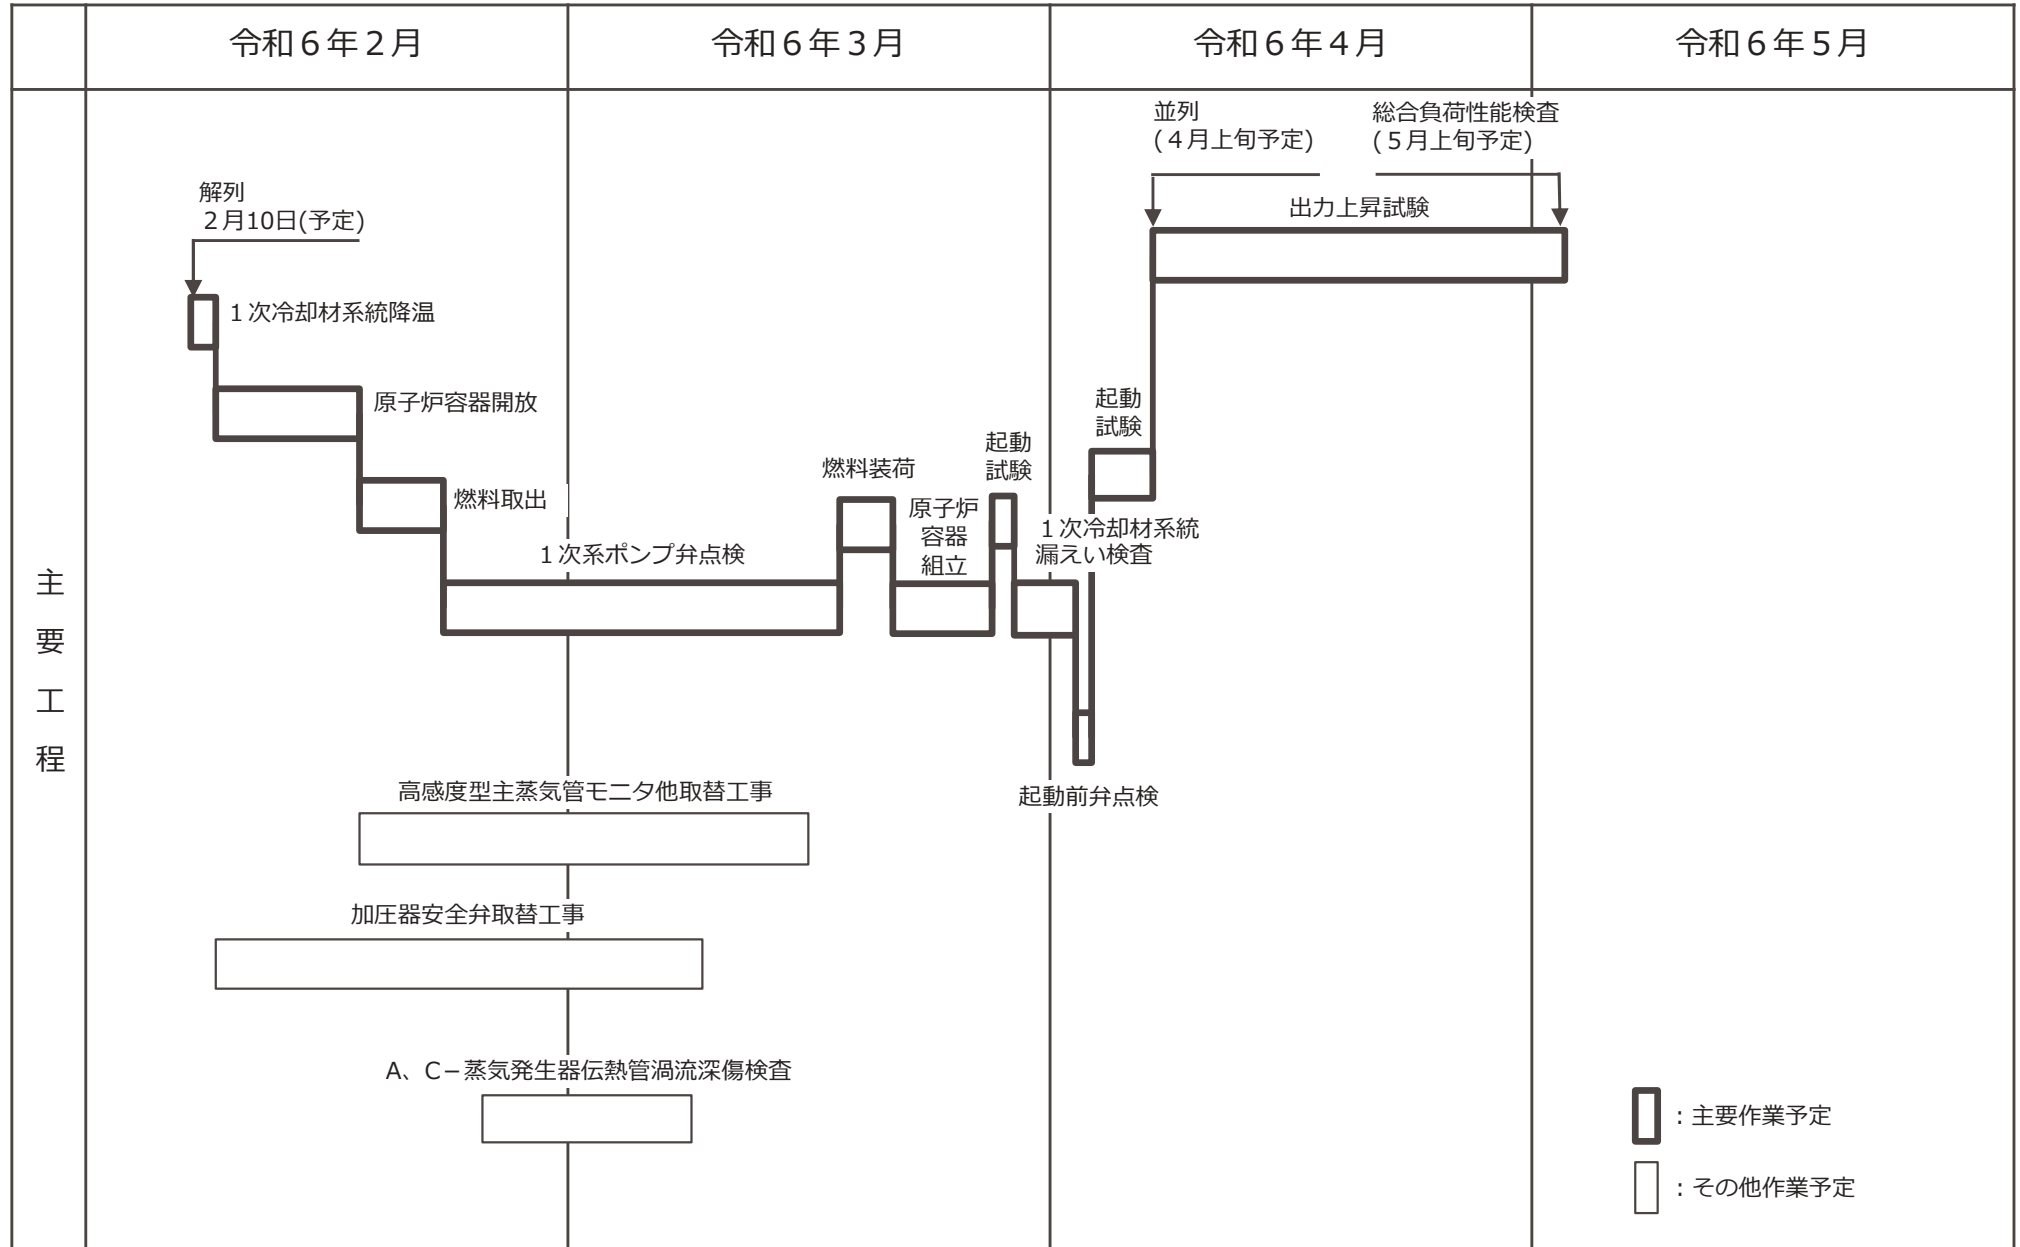 令和６年２月
令和６年３月
令和６年４月
令和６年５月
主
要
工
程
並列
(４月上旬予定)
総合負荷性能検査
(５月上旬予定)
解列
２月10日(予定)
出力上昇試験
１次冷却材系統降温
原子炉容器開放
起動
試験
燃料取出
燃料装荷
起動
試験
原子炉
容器
組立
１次冷却材系統
漏えい検査
１次系ポンプ弁点検
高感度型主蒸気管モニタ他取替工事
起動前弁点検
加圧器安全弁取替工事
A、C－蒸気発生器伝熱管渦流深傷検査
：主要作業予定
：その他作業予定